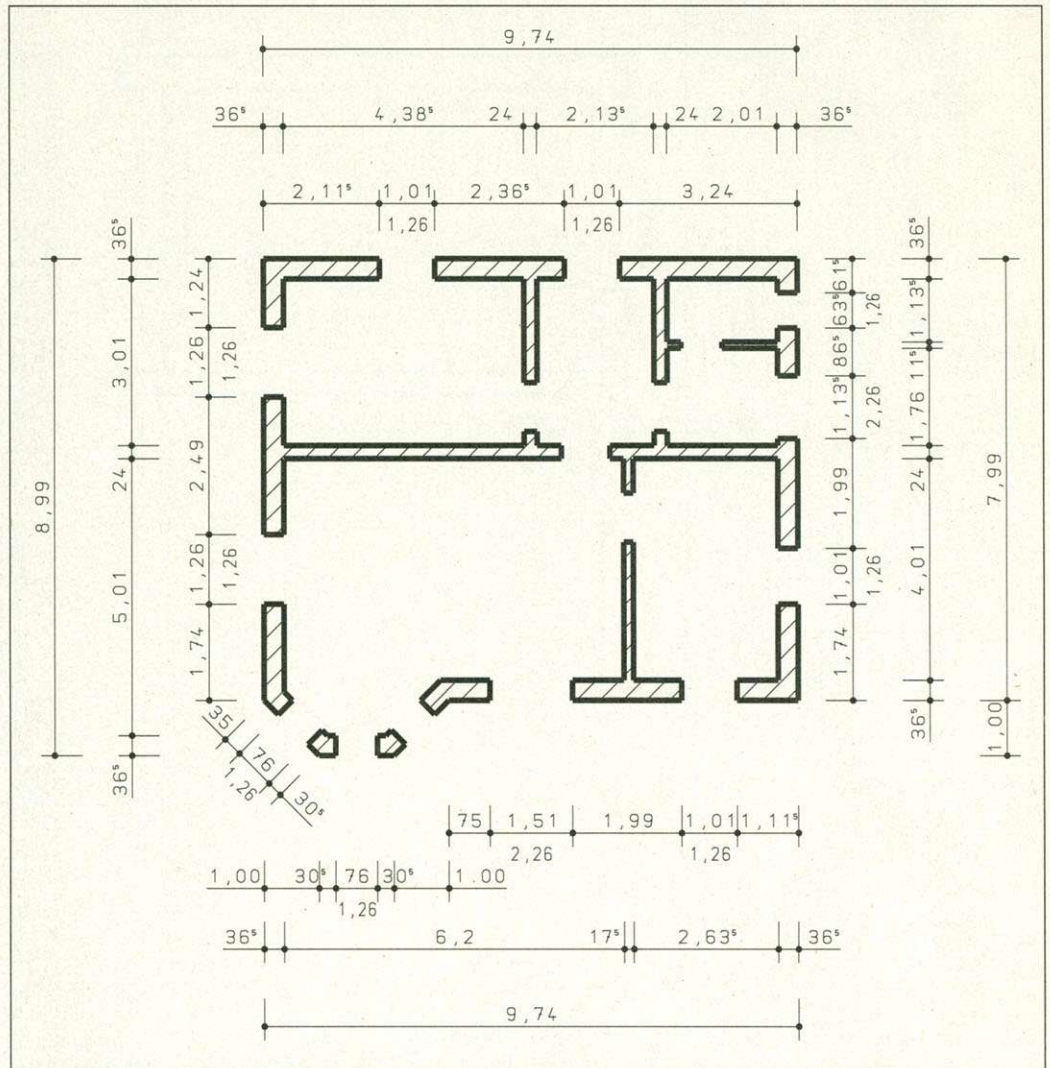 9,74
36⁵ 4,38⁵ 24 2,13⁵ 24 2,01 36⁵
2,11⁵ 1,01 2,36⁵ 1,01 3,24
1,26 1,26
8,99
36⁵ 3,01 24 5,01 36⁵
1,24 1,26 2,49 1,26 1,74
1,26 1,26
61⁵ 63⁵ 86⁵ 1,13⁵ 1,99 1,01 1,74
1,26 2,26 1,26
36⁵ 1,13⁵ 11⁵ 1,76 24 4,01 36⁵
7,99 1,00
35 76 30⁵
1,26
75 1,51 1,99 1,01 1,11⁵
2,26 1,26
1,00 30⁵ 76 30⁵ 1.00
1,26
36⁵ 6,2 17⁵ 2,63⁵ 36⁵
9,74